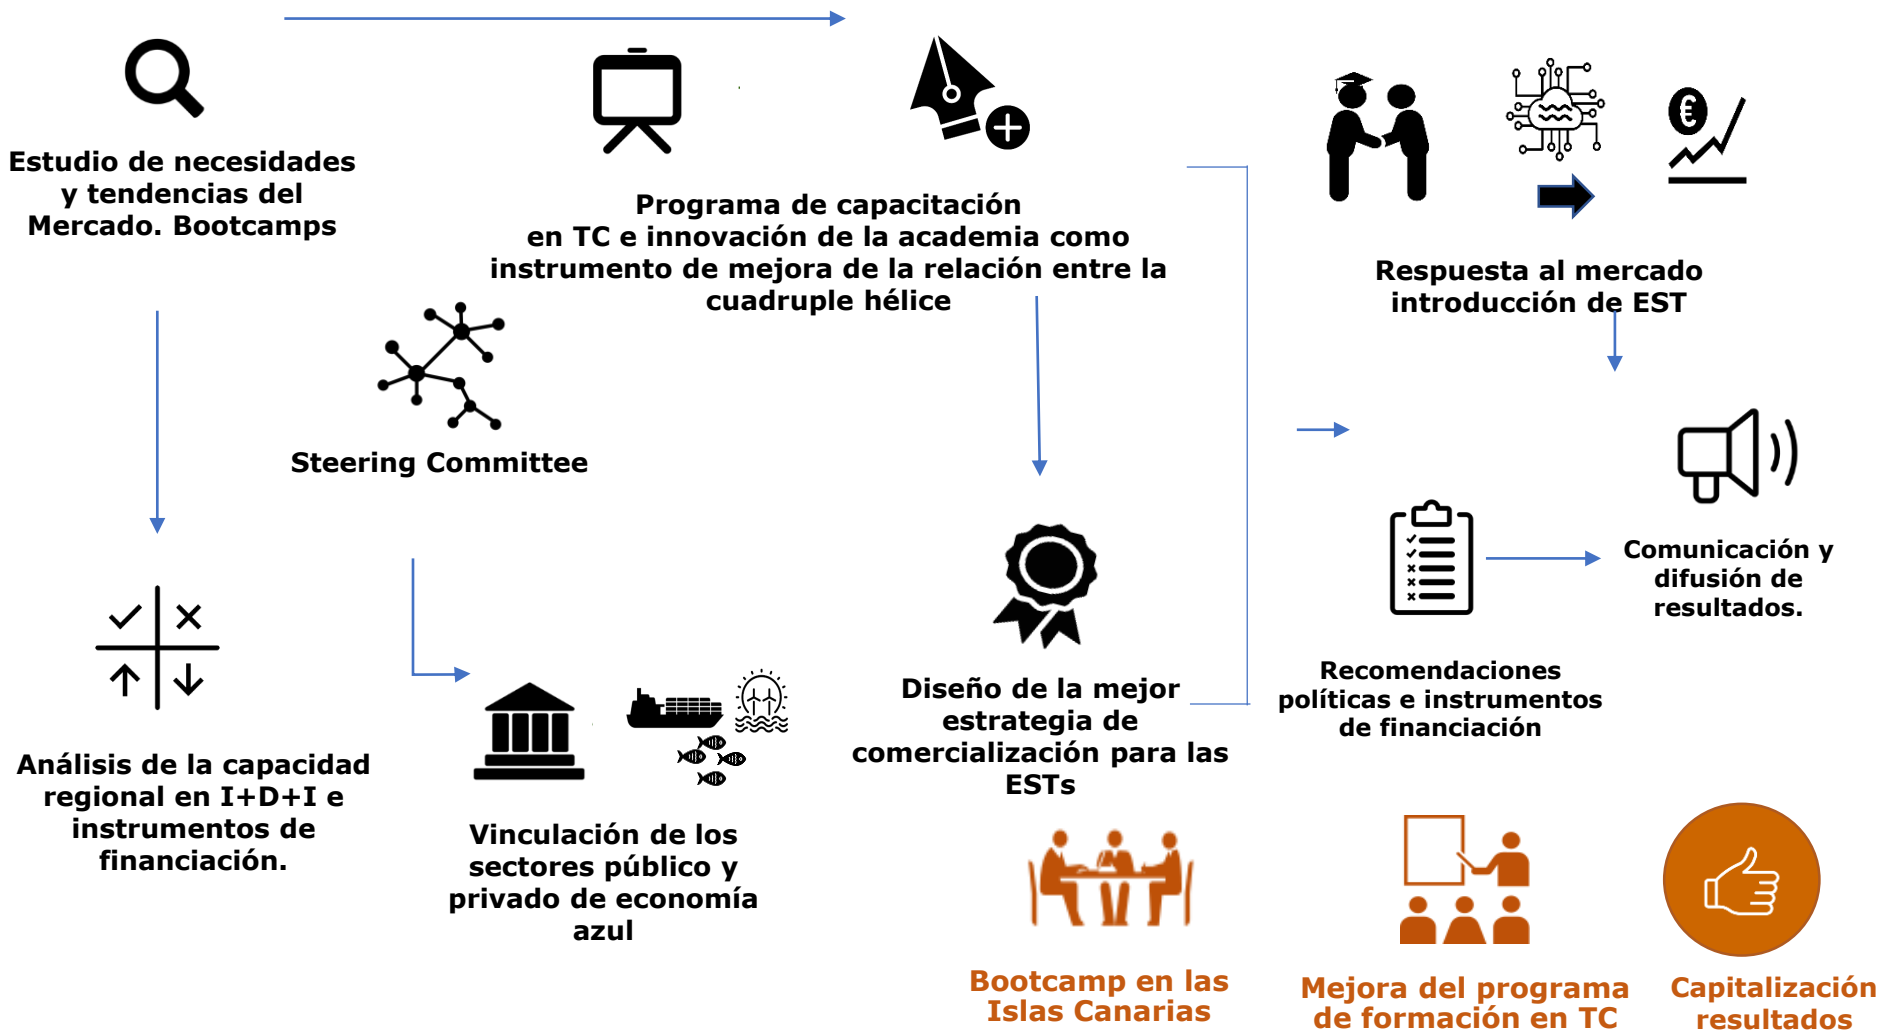 Estudio de necesidades
y tendencias del
Mercado. Bootcamps
Programa de capacitación
en TC e innovación de la academia como
instrumento de mejora de la relación entre la
cuadruple hélice
€
Respuesta al mercado
introducción de EST
Steering Committee
Comunicación y
difusión de
resultados.
Análisis de la capacidad
regional en I+D+I e
instrumentos de
financiación.
Vinculación de los
sectores público y
privado de economía
azul
Diseño de la mejor
estrategia de
comercialización para las
ESTs
Recomendaciones
políticas e instrumentos
de financiación
Bootcamp en las
Islas Canarias
Mejora del programa
de formación en TC
Capitalización
resultados